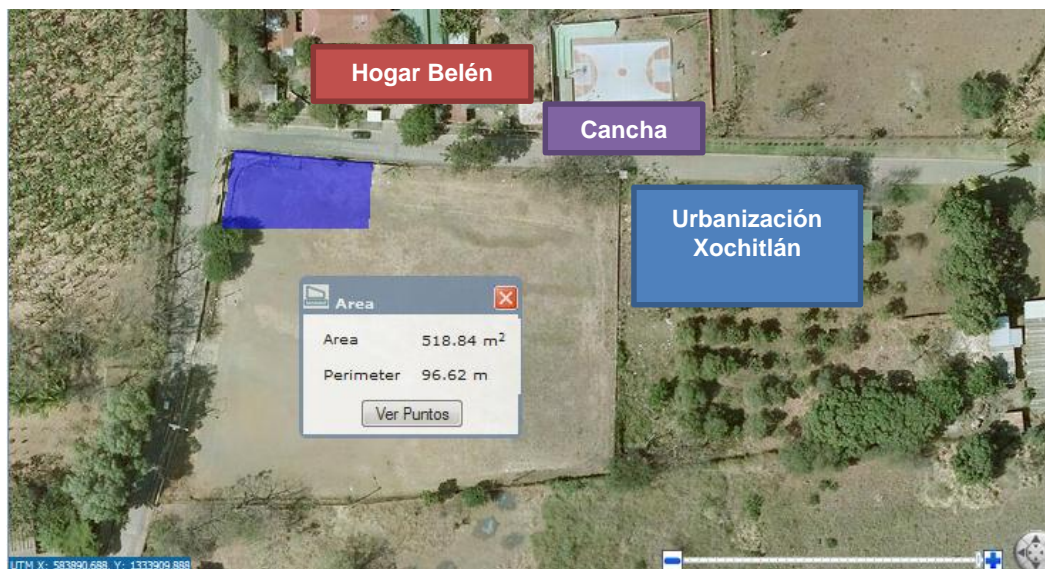 Hogar Belén
Cancha
Urbanización
Xochitlán
Area
Area 518.84 m²
Perimeter 96.62 m
Ver Puntos
UTM X: 583890.688, Y: 1333909.888